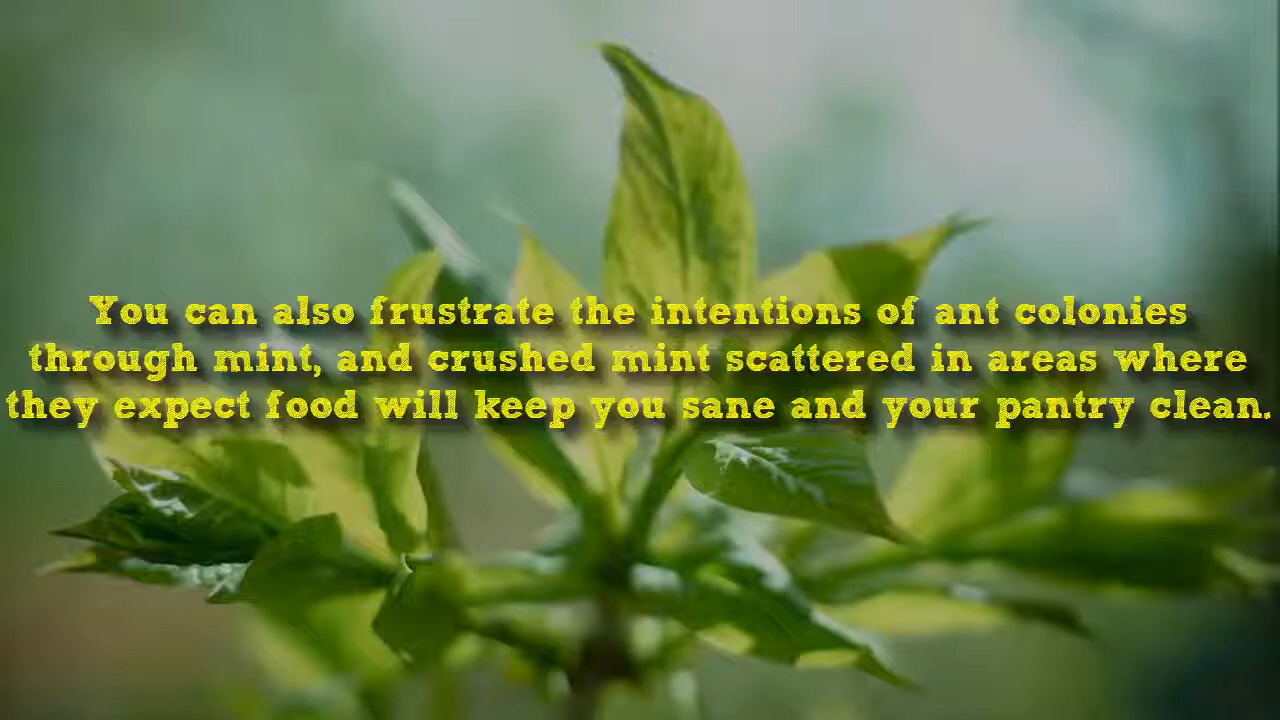 You can also frustrate the intentions of ant colonies
through mint, and crushed mint scattered in areas where
they expect food will keep you sane and your pantry clean.